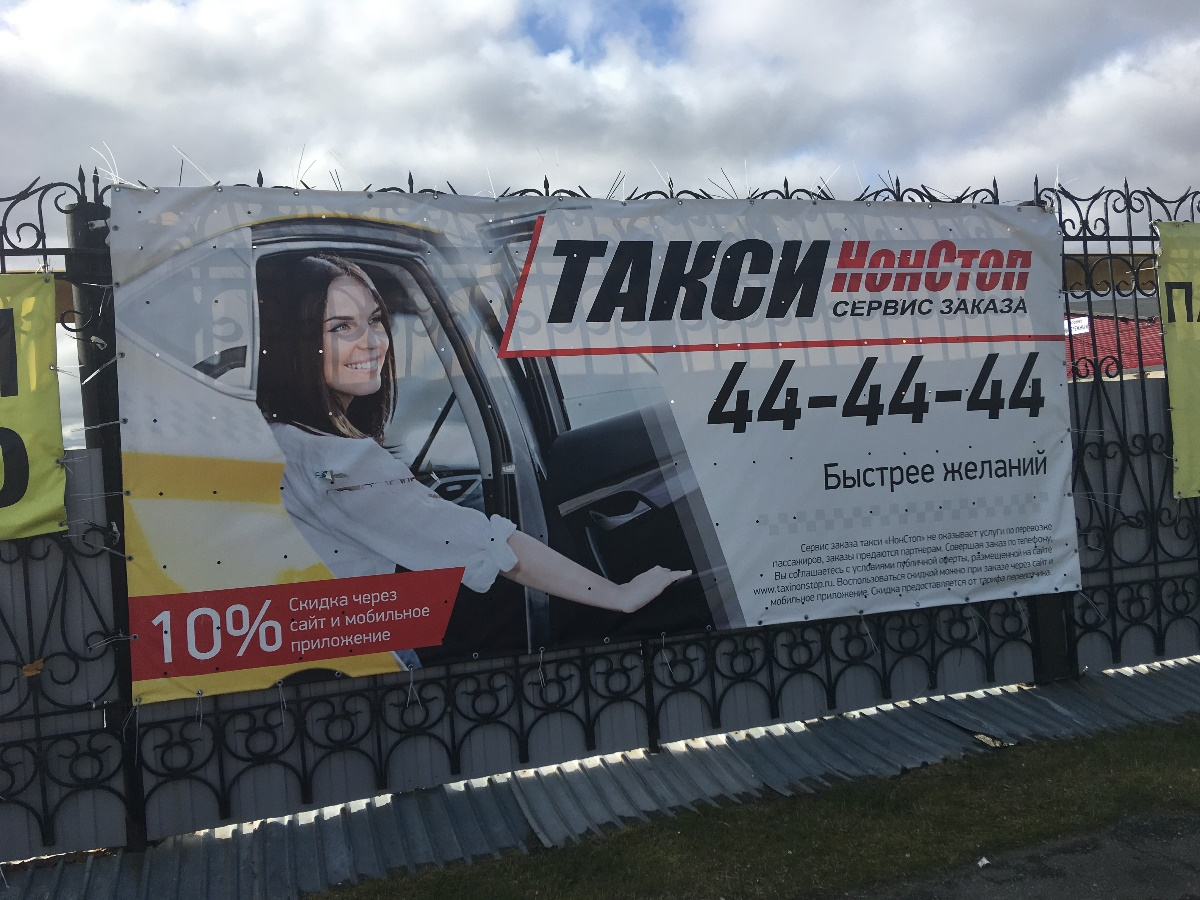 ТАКСИ НонСтоп
СЕРВИС ЗАКАЗА
44-44-44
Быстрее желаний
Сервис заказа такси «НонСтоп» не оказывает услуги по перевозке
пассажиров, заказы предаются партнерам. Совершая заказ по телефону,
Вы соглашаетесь с условиями публичной оферты, размещенной на сайте
www.taxinonstop.ru. Воспользоваться скидкой можно при заказе через сайт и
мобильное приложение. Скидка предоставляется от тарифа перевозчика.
10%
Скидка через
сайт и мобильное
приложение